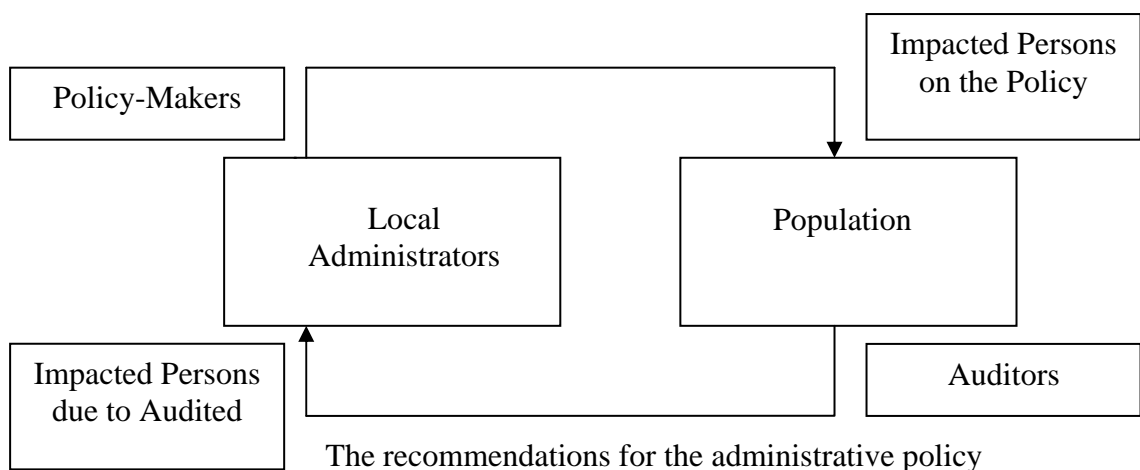 Impacted Persons
on the Policy
Policy-Makers
Local
Administrators
Population
Impacted Persons
due to Audited
Auditors
The recommendations for the administrative policy